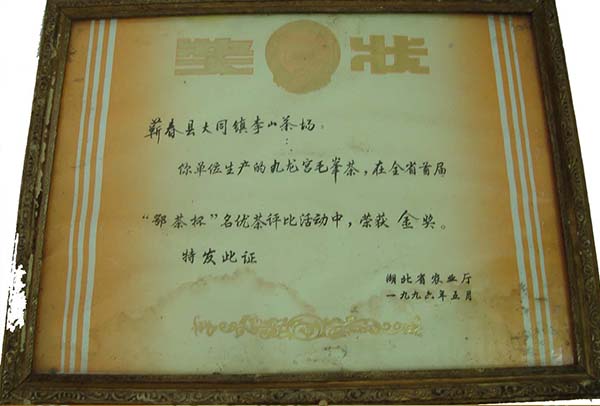 奖状
蕲春县大同镇李山茶场:
你单位生产的九龙宫毛峯茶，在全省首届
“鄂茶杯”名优茶评比活动中，荣获 金奖。
特发此证
湖北省农业厅
一九九六年五月